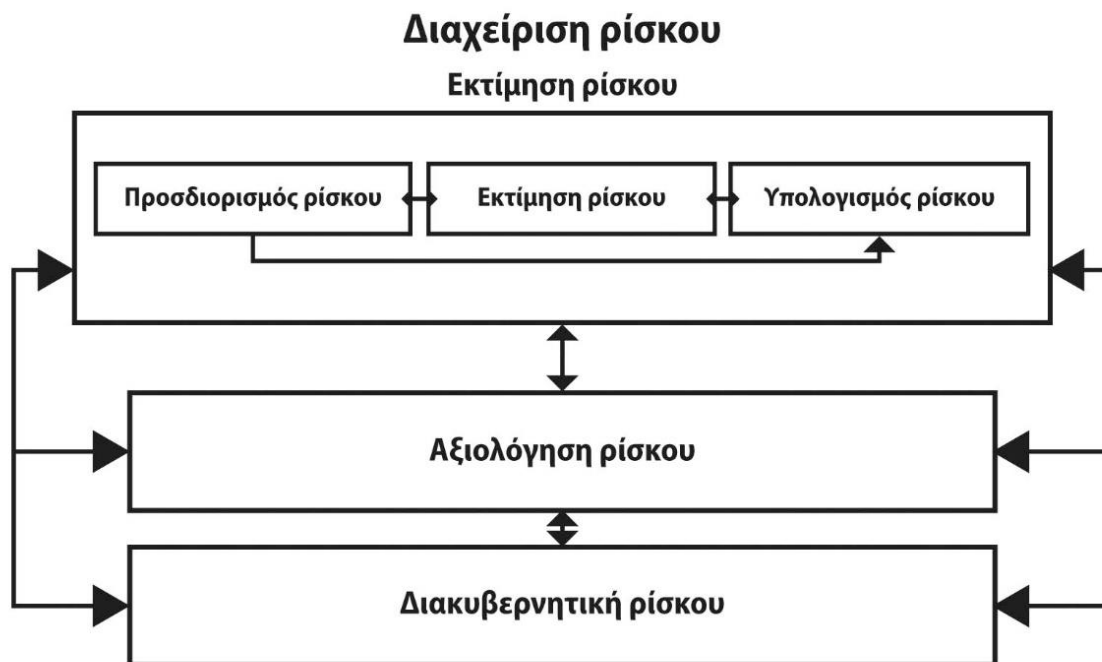 Διαχείριση ρίσκου
Εκτίμηση ρίσκου
Προσδιορισμός ρίσκου
Εκτίμηση ρίσκου
Υπολογισμός ρίσκου
Αξιολόγηση ρίσκου
Διακυβερνητική ρίσκου